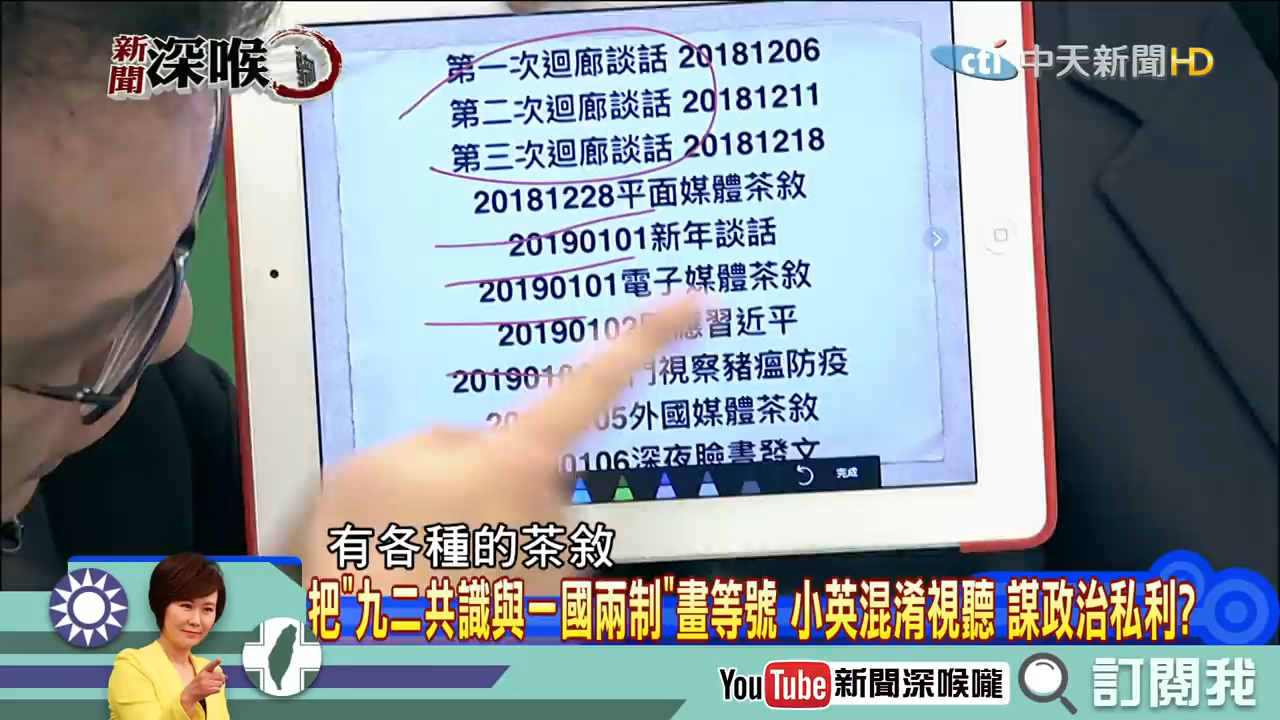 新聞深喉嚨
cti中天新聞HD
第一次迴廊談話 20181206
第二次迴廊談話 20181211
第三次迴廊談話 20181218
20181228平面媒體茶敘
20190101新年談話
20190101電子媒體茶敘
2019010 應習近平
201901 門視察豬瘟防疫
05外國媒體茶敘
0106深夜臉書發文
完成
有各種的茶敘
把"九二共識與一國兩制"畫等號 小英混淆視聽 謀政治私利?
YouTube新聞深喉嚨
訂閱我